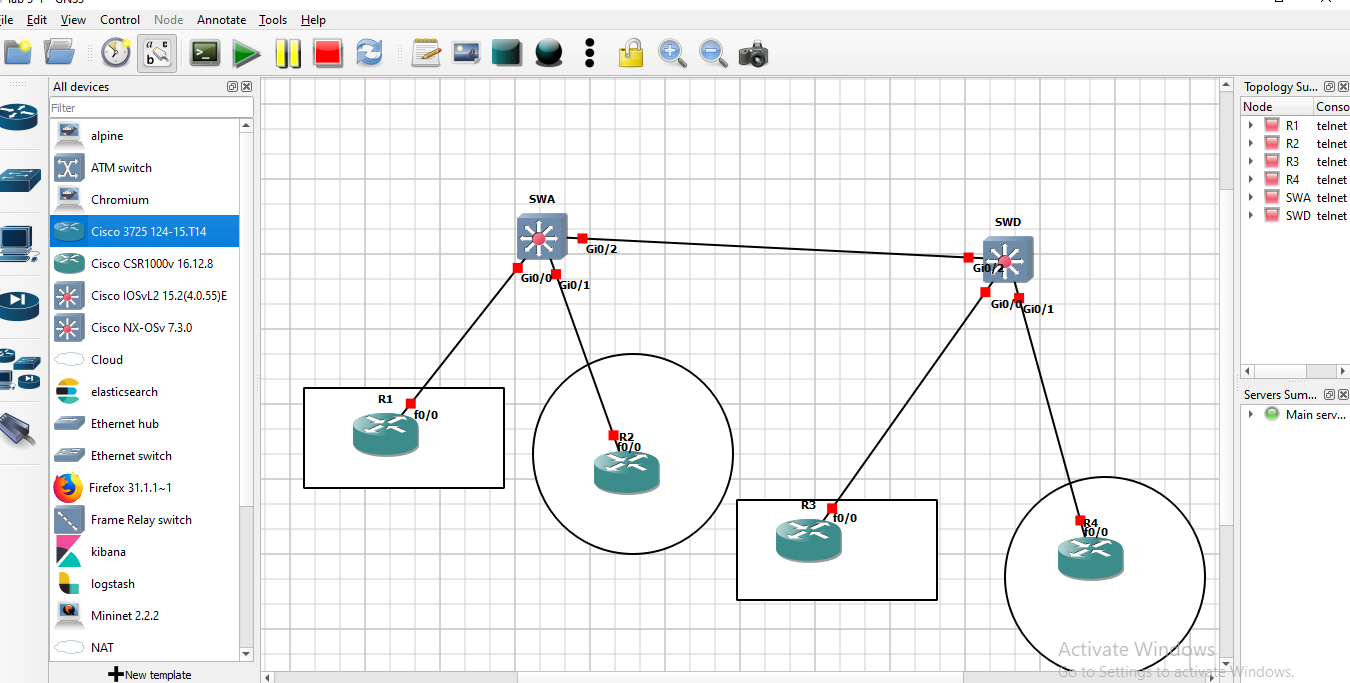 File Edit View Control Node Annotate Tools Help
All devices
Filter
alpine
ATM switch
Chromium
Cisco 3725 124-15.T14
Cisco CSR1000v 16.12.8
Cisco IOSvL2 15.2(4.0.55)E
Cisco NX-OSv 7.3.0
Cloud
elasticsearch
Ethernet hub
Ethernet switch
Firefox 31.1.1~1
Frame Relay switch
kibana
logstash
Mininet 2.2.2
NAT
New template
SWA
Gi0/2
Gi0/0
Gi0/1
SWD
Gi0/2
Gi0/0
Gi0/1
R1
f0/0
R2
f0/0
R3
f0/0
R4
f0/0
Topology Su...
Node Conso
R1 telnet
R2 telnet
R3 telnet
R4 telnet
SWA telnet
SWD telnet
Servers Sum...
Main serv...
Activate Windows
Go to Settings to activate Windows.